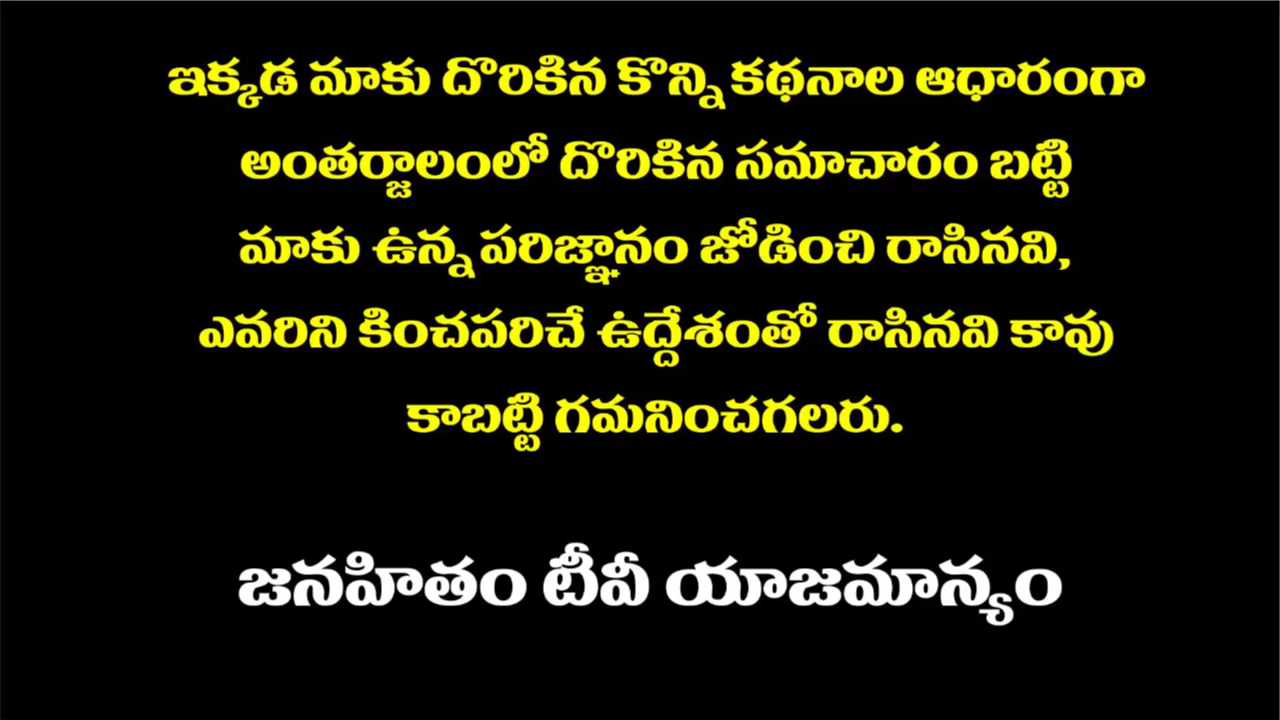 ఇక్కడ మాకు దొరికిన కొన్ని కథనాల ఆధారంగా
అంతర్జాలంలో దొరికిన సమాచారం బట్టి
మాకు ఉన్న పరిజ్ఞానం జోడించి రాసినవి,
ఎవరిని కించపరిచే ఉద్దేశంతో రాసినవి కావు
కాబట్టి గమనించగలరు.
జనహితం టీవీ యాజమాన్యం